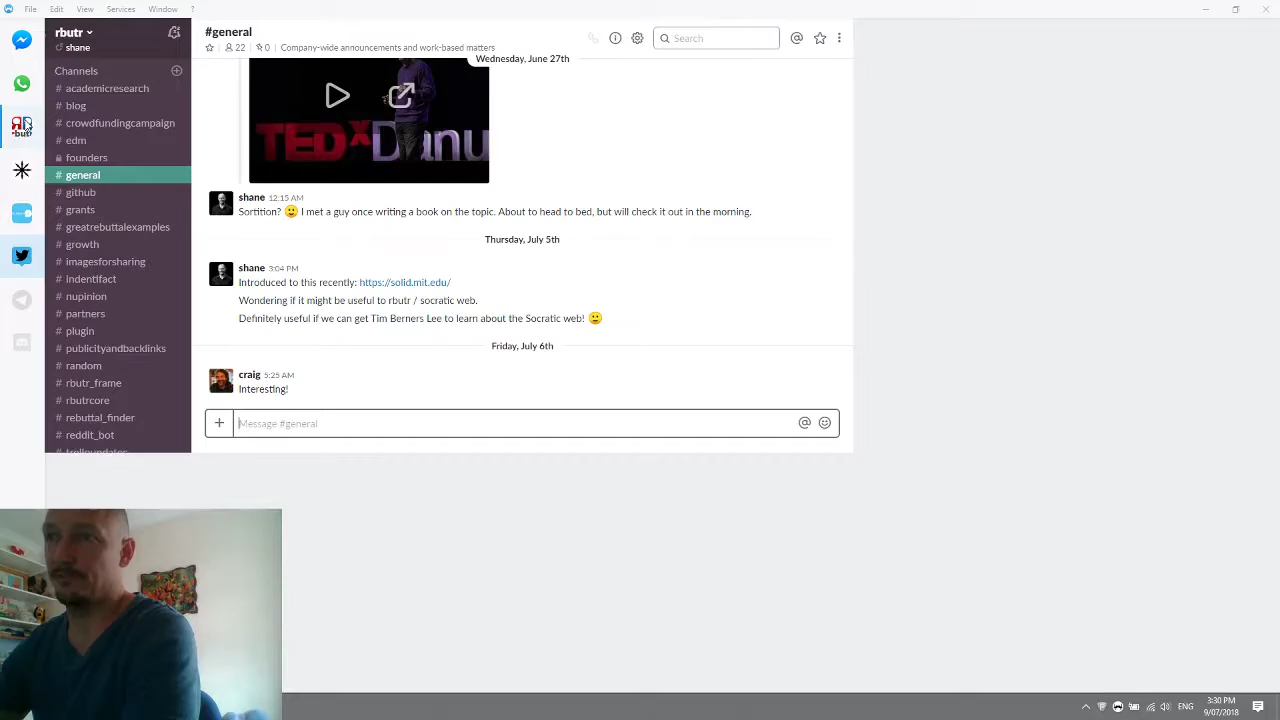 File Edit View Services Window ?
rbutr
shane
Channels
# academicresearch
# blog
# crowdfundingcampaign
# edm
founders
# general
# github
# grants
# greatrebuttalexamples
# growth
# imagesforsharing
# indentifact
# nupinion
# partners
# plugin
# publicityandbacklinks
# random
# rbutr_frame
# rbutrcore
# rebuttal_finder
# reddit_bot
#general
22 0 Company-wide announcements and work-based matters
Search
Wednesday, June 27th
TEDx
shane 12:15 AM
Sortition? 🙂 I met a guy once writing a book on the topic. About to head to bed, but will check it out in the morning.
Thursday, July 5th
shane 3:04 PM
Introduced to this recently: https://solid.mit.edu/
Wondering if it might be useful to rbutr / socratic web.
Definitely useful if we can get Tim Berners Lee to learn about the Socratic web! 🙂
Friday, July 6th
craig 5:25 AM
Interesting!
+ Message #general
ENG
3:30 PM
9/07/2018